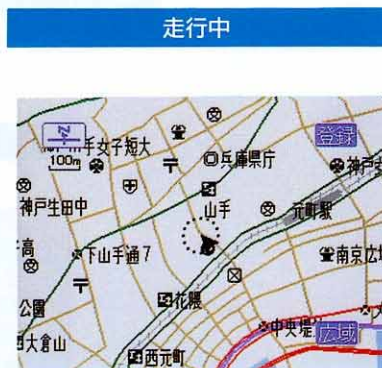 走行中
手女子短大
登録
100m
兵庫県庁
神戸
神戸生田中
山手
元町駅
高
下山手通7
南京広
公園
花隈
大倉山
中央堤
広域
西元町